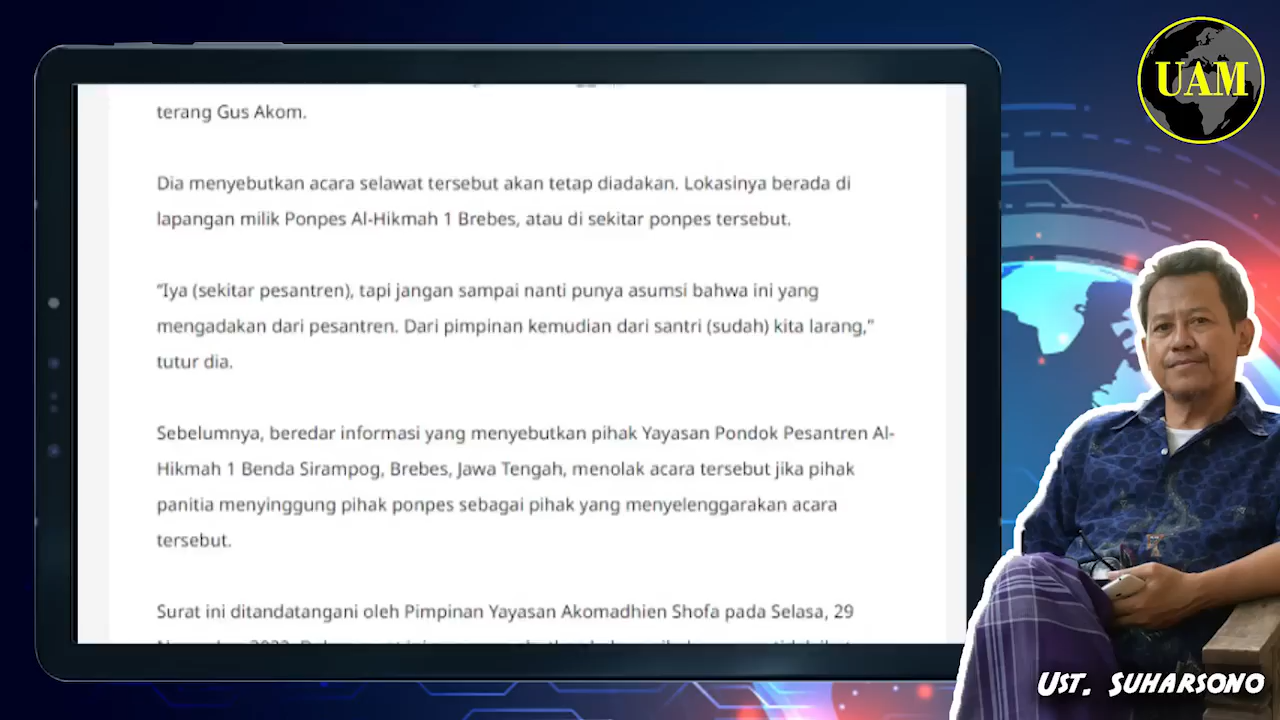 terang Gus Akom.
Dia menyebutkan acara selawat tersebut akan tetap diadakan. Lokasinya berada di
lapangan milik Ponpes Al-Hikmah 1 Brebes, atau di sekitar ponpes tersebut.
“Iya (sekitar pesantren), tapi jangan sampai nanti punya asumsi bahwa ini yang
mengadakan dari pesantren. Dari pimpinan kemudian dari santri (sudah) kita larang,”
tutur dia.
Sebelumnya, beredar informasi yang menyebutkan pihak Yayasan Pondok Pesantren Al-
Hikmah 1 Benda Sirampog, Brebes, Jawa Tengah, menolak acara tersebut jika pihak
panitia menyinggung pihak ponpes sebagai pihak yang menyelenggarakan acara
tersebut.
Surat ini ditandatangani oleh Pimpinan Yayasan Akomadhien Shofa pada Selasa, 29
UAM
UST. SUHARSONO